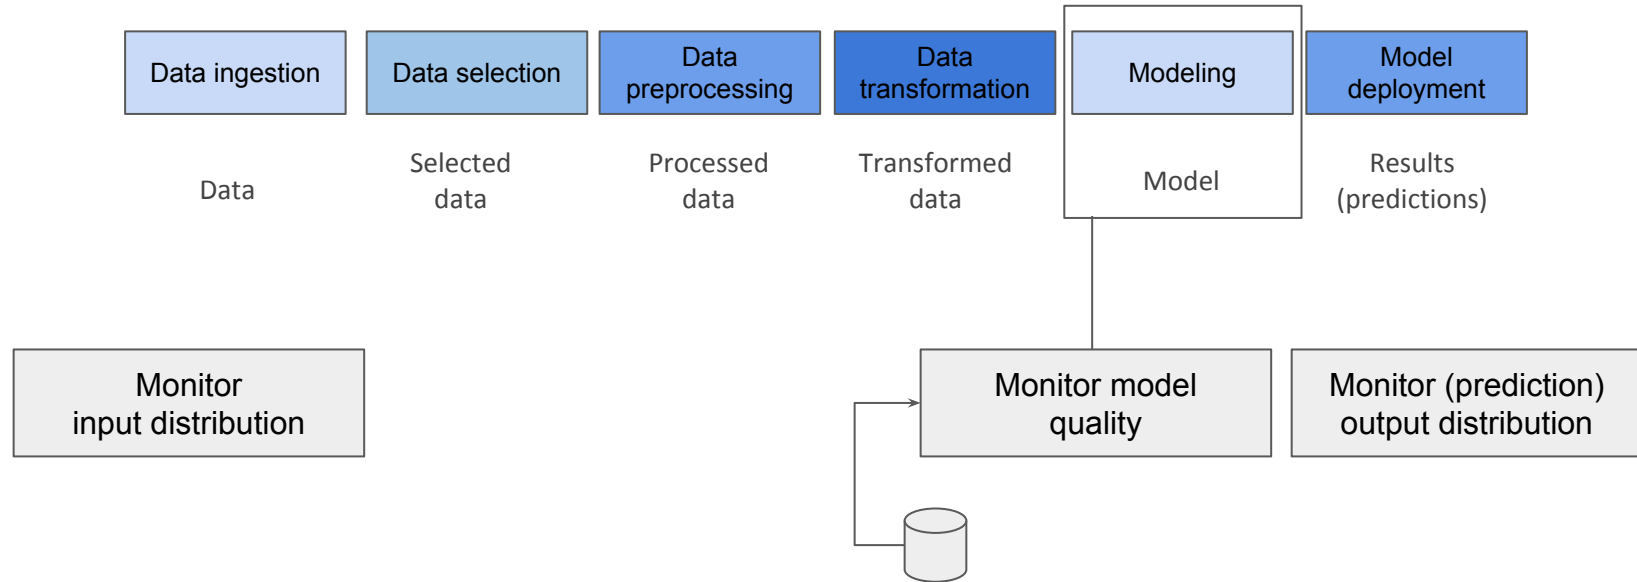 Data ingestion
Data selection
Data
preprocessing
Data
transformation
Modeling
Model
deployment
Data
Selected
data
Processed
data
Transformed
data
Model
Results
(predictions)
Monitor
input distribution
Monitor model
quality
Monitor (prediction)
output distribution